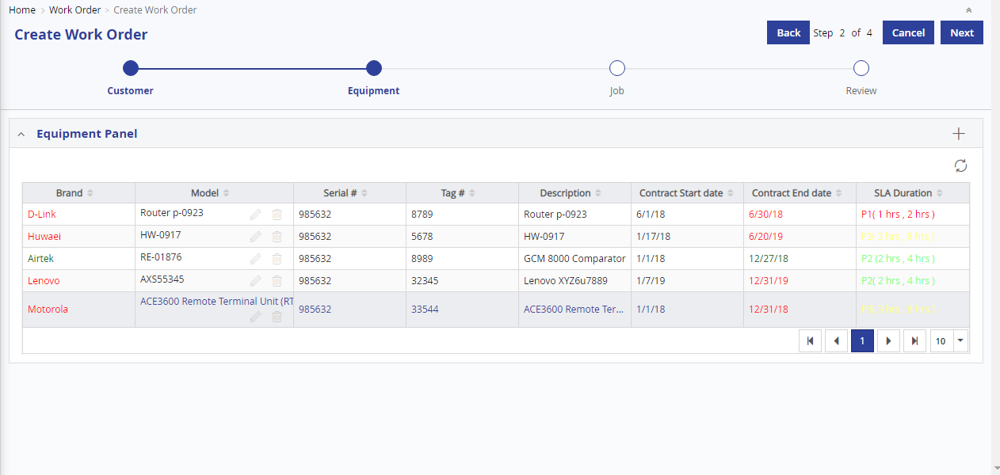 Home > Work Order > Create Work Order
Create Work Order
Back Step 2 of 4 Cancel Next
Customer Equipment Job Review
Equipment Panel
Brand Model Serial # Tag # Description Contract Start date Contract End date SLA Duration
D-Link Router p-0923 985632 8789 Router p-0923 6/1/18 6/30/18 P1( 1 hrs , 2 hrs )
Huwaei HW-0917 985632 5678 HW-0917 1/17/18 6/20/19 P3( 3 hrs , 8 hrs )
Airtek RE-01876 985632 8989 GCM 8000 Comparator 1/1/18 12/27/18 P2 (2 hrs , 4 hrs )
Lenovo AXS55345 985632 32345 Lenovo XYZ6u7889 1/7/19 12/31/19 P2( 2 hrs , 4 hrs )
Motorola ACE3600 Remote Terminal Unit (RT 985632 33544 ACE3600 Remote Ter... 1/1/18 12/31/18
1 10